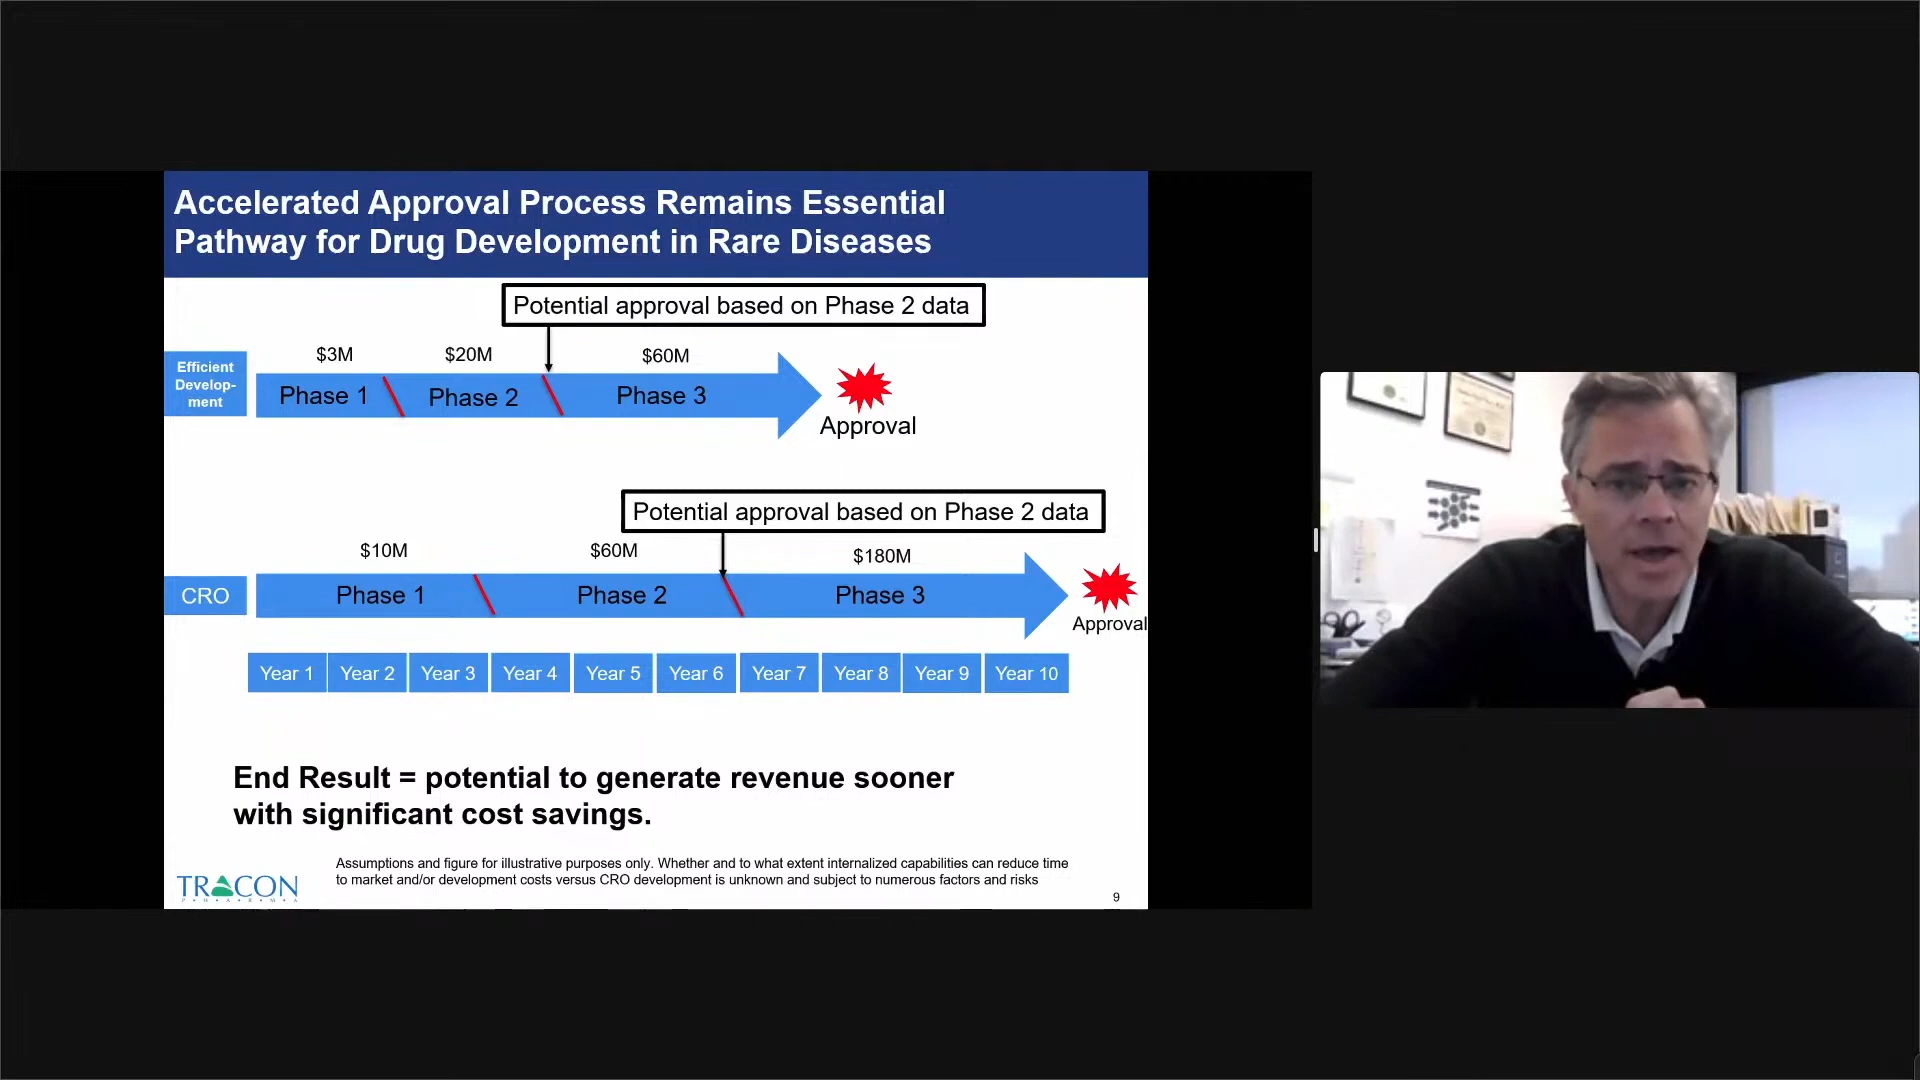 Accelerated Approval Process Remains Essential
Pathway for Drug Development in Rare Diseases
Potential approval based on Phase 2 data
$3M
$20M
$60M
Efficient
Develop-
ment
Phase 1
Phase 2
Phase 3
Approval
Potential approval based on Phase 2 data
$10M
$60M
$180M
CRO
Phase 1
Phase 2
Phase 3
Approval
Year 1
Year 2
Year 3
Year 4
Year 5
Year 6
Year 7
Year 8
Year 9
Year 10
End Result = potential to generate revenue sooner
with significant cost savings.
Assumptions and figure for illustrative purposes only. Whether and to what extent internalized capabilities can reduce time
to market and/or development costs versus CRO development is unknown and subject to numerous factors and risks
TRACON
P•H•A•R•M•A
9